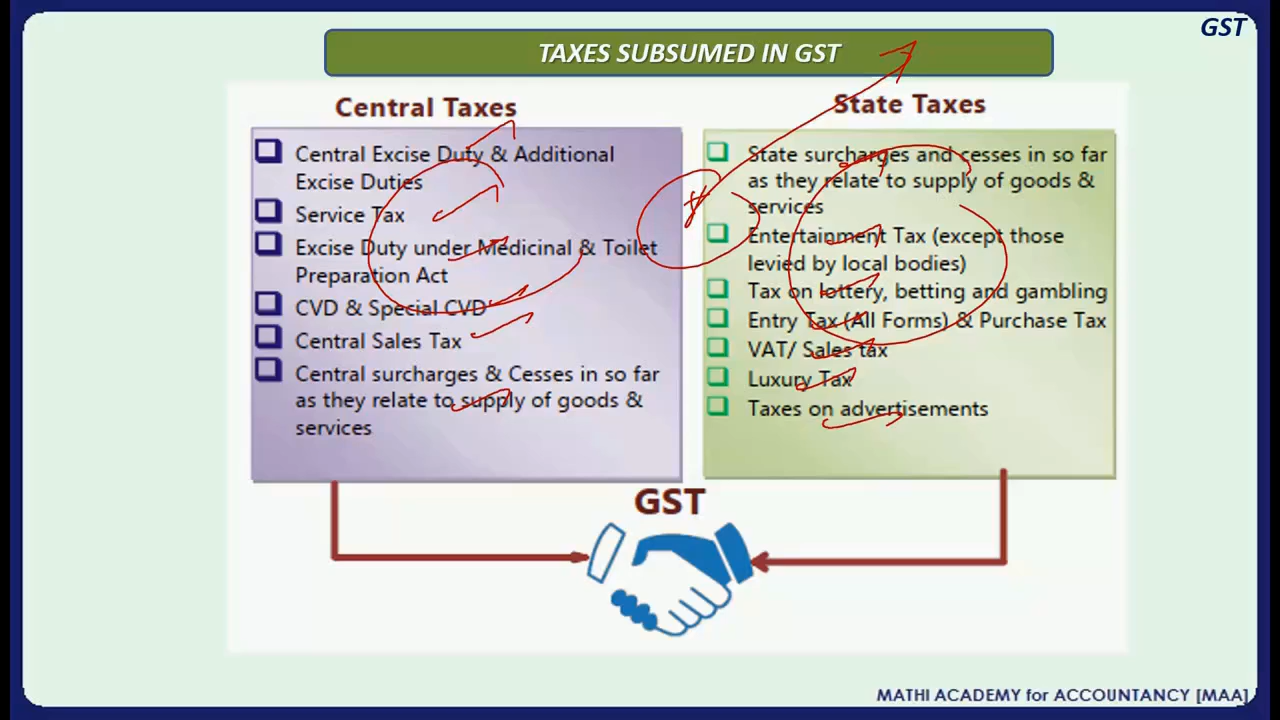 GST
TAXES SUBSUMED IN GST
Central Taxes
Central Excise Duty & Additional
Excise Duties
Service Tax
Excise Duty under Medicinal & Toilet
Preparation Act
CVD & Special CVD
Central Sales Tax
Central surcharges & Cesses in so far
as they relate to supply of goods &
services
State Taxes
State surcharges and cesses in so far
as they relate to supply of goods &
services
Entertainment Tax (except those
levied by local bodies)
Tax on lottery, betting and gambling
Entry Tax (All Forms) & Purchase Tax
VAT/ Sales tax
Luxury Tax
Taxes on advertisements
GST
MATHI ACADEMY for ACCOUNTANCY [MAA]